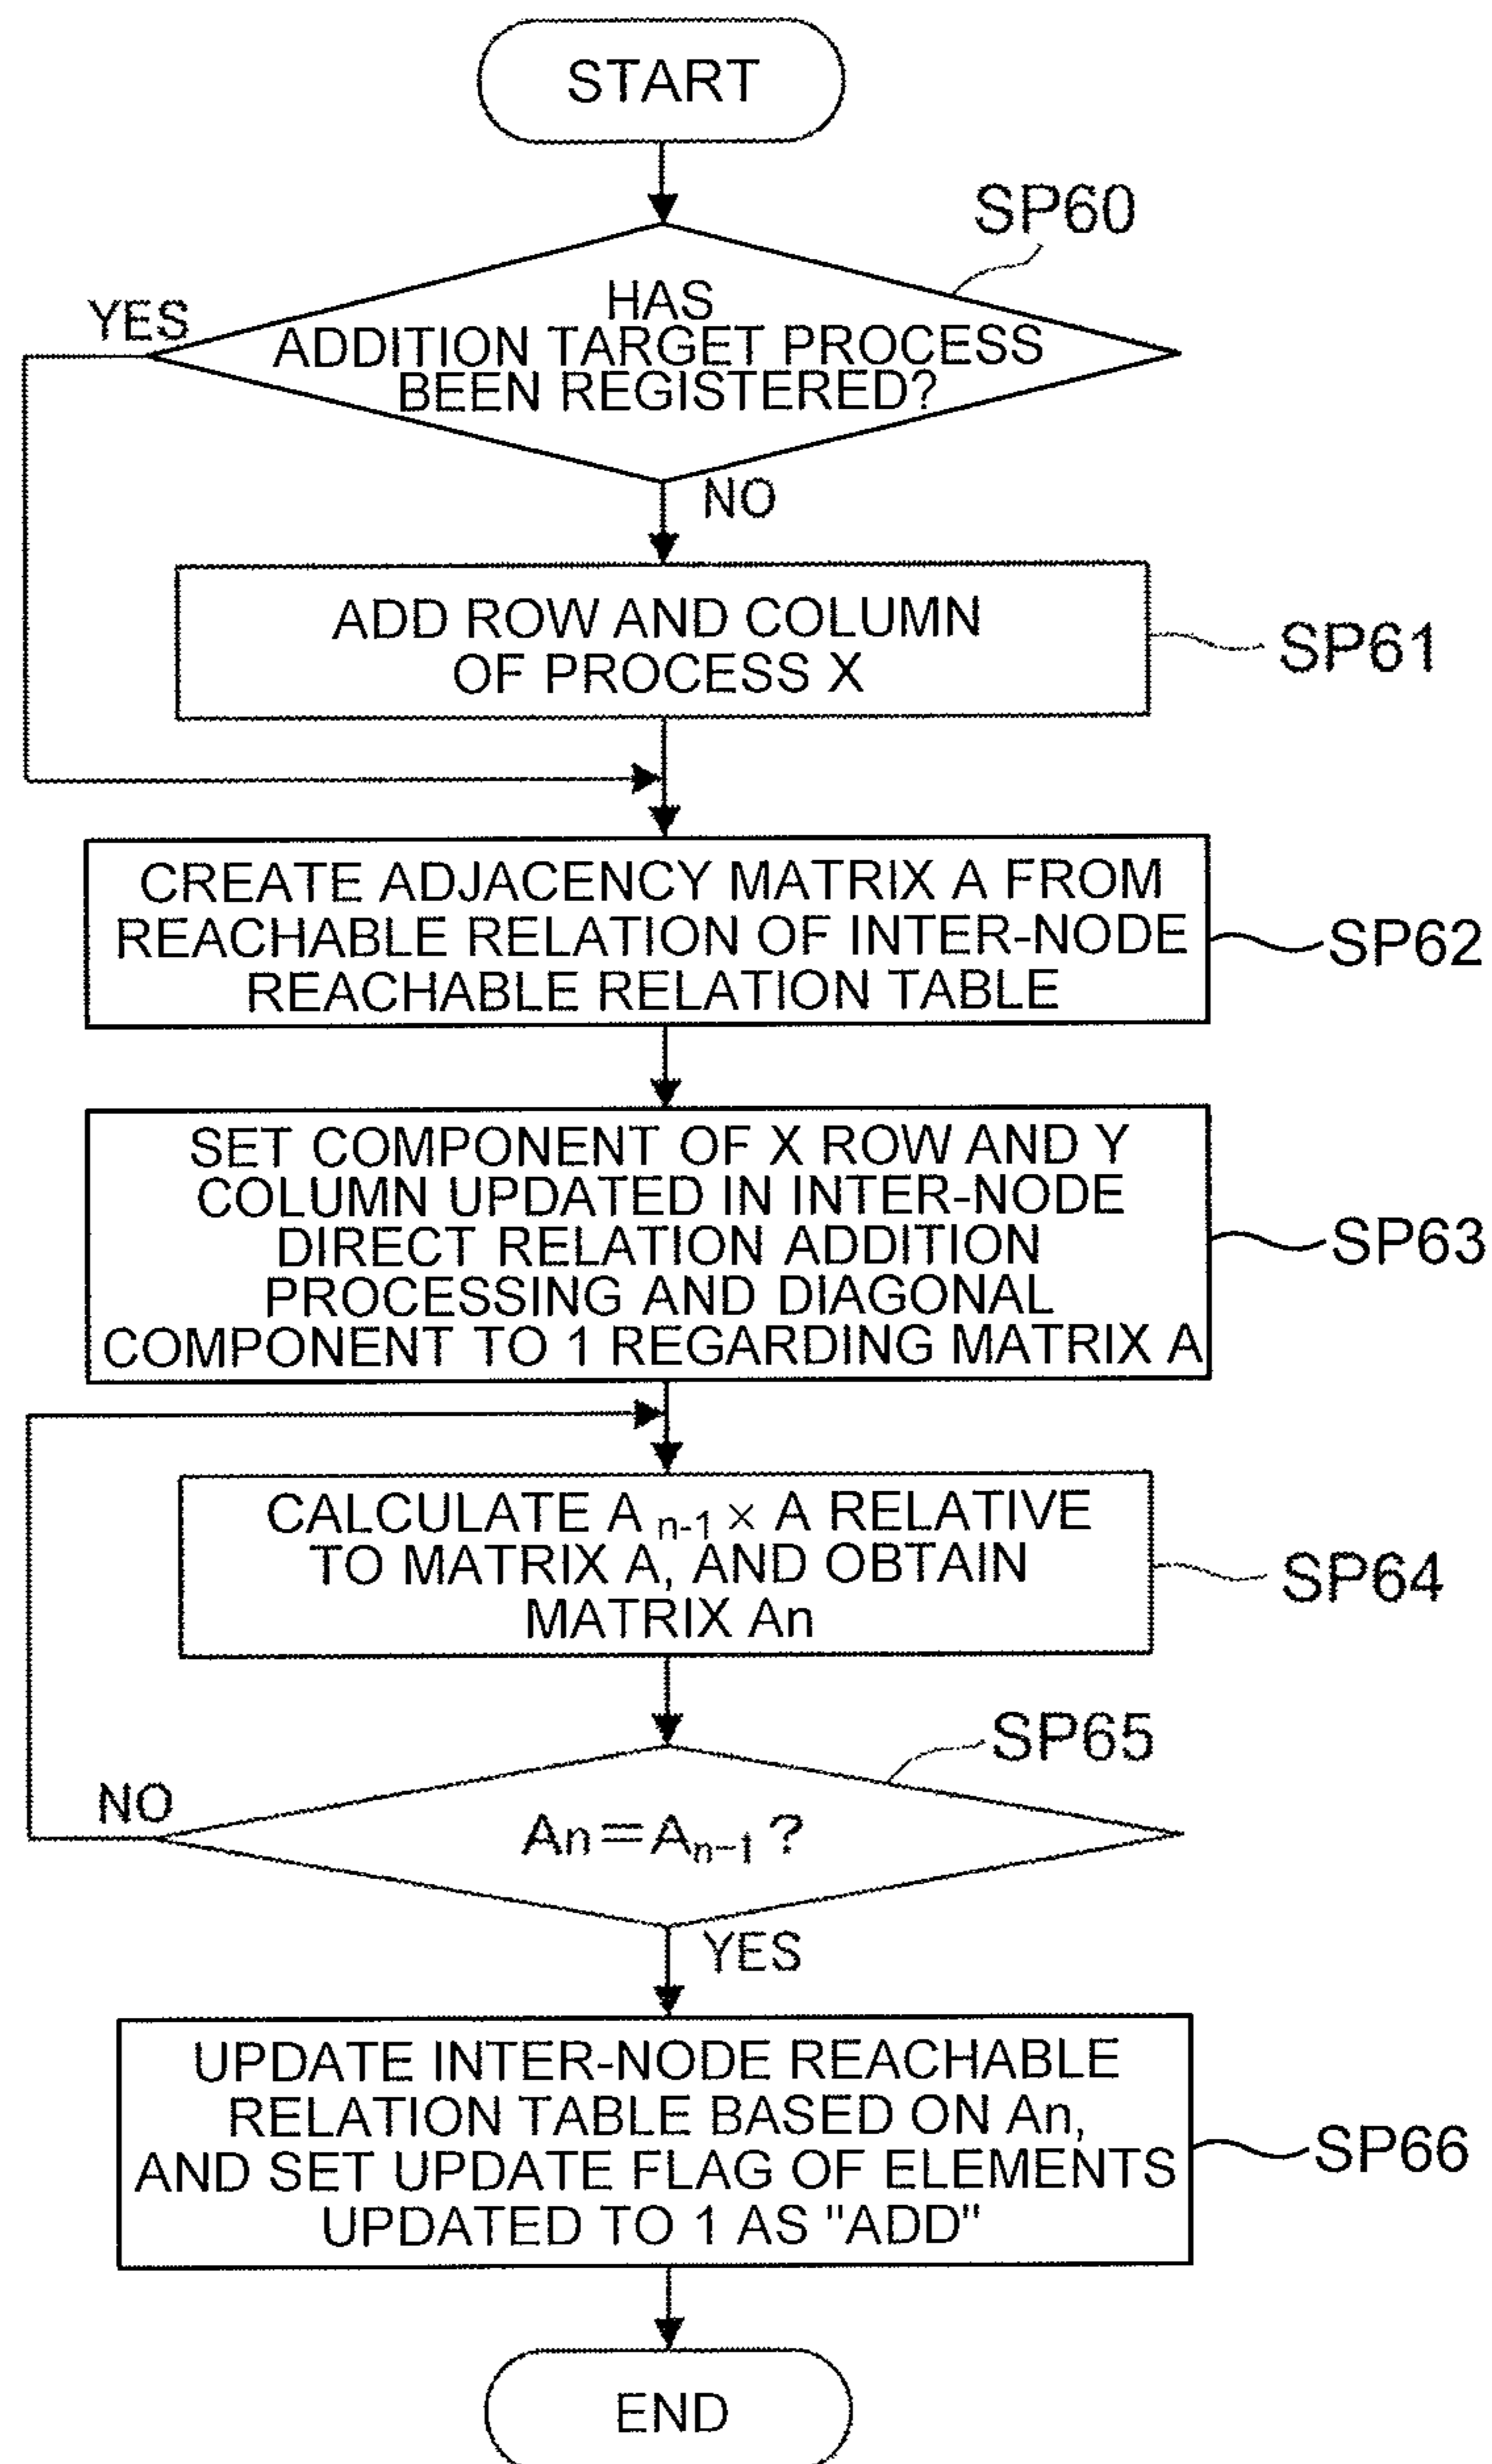 START
SP60
YES
HAS
ADDITION TARGET PROCESS
BEEN REGISTERED?
NO
ADD ROW AND COLUMN
OF PROCESS X
SP61
CREATE ADJACENCY MATRIX A FROM
REACHABLE RELATION OF INTER-NODE
REACHABLE RELATION TABLE
SP62
SET COMPONENT OF X ROW AND Y
COLUMN UPDATED IN INTER-NODE
DIRECT RELATION ADDITION
PROCESSING AND DIAGONAL
COMPONENT TO 1 REGARDING MATRIX A
SP63
CALCULATE A n-1 × A RELATIVE
TO MATRIX A, AND OBTAIN
MATRIX An
SP64
SP65
NO
An=An-1 ?
YES
UPDATE INTER-NODE REACHABLE
RELATION TABLE BASED ON An,
AND SET UPDATE FLAG OF ELEMENTS
UPDATED TO 1 AS "ADD"
SP66
END